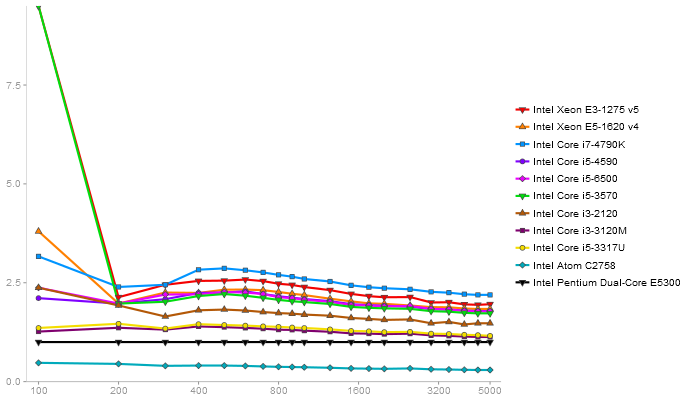 7.5
5.0
2.5
0.0
100
200
400
800
1600
3200
5000
Intel Xeon E3-1275 v5
Intel Xeon E5-1620 v4
Intel Core i7-4790K
Intel Core i5-4590
Intel Core i5-6500
Intel Core i5-3570
Intel Core i3-2120
Intel Core i3-3120M
Intel Core i5-3317U
Intel Atom C2758
Intel Pentium Dual-Core E5300